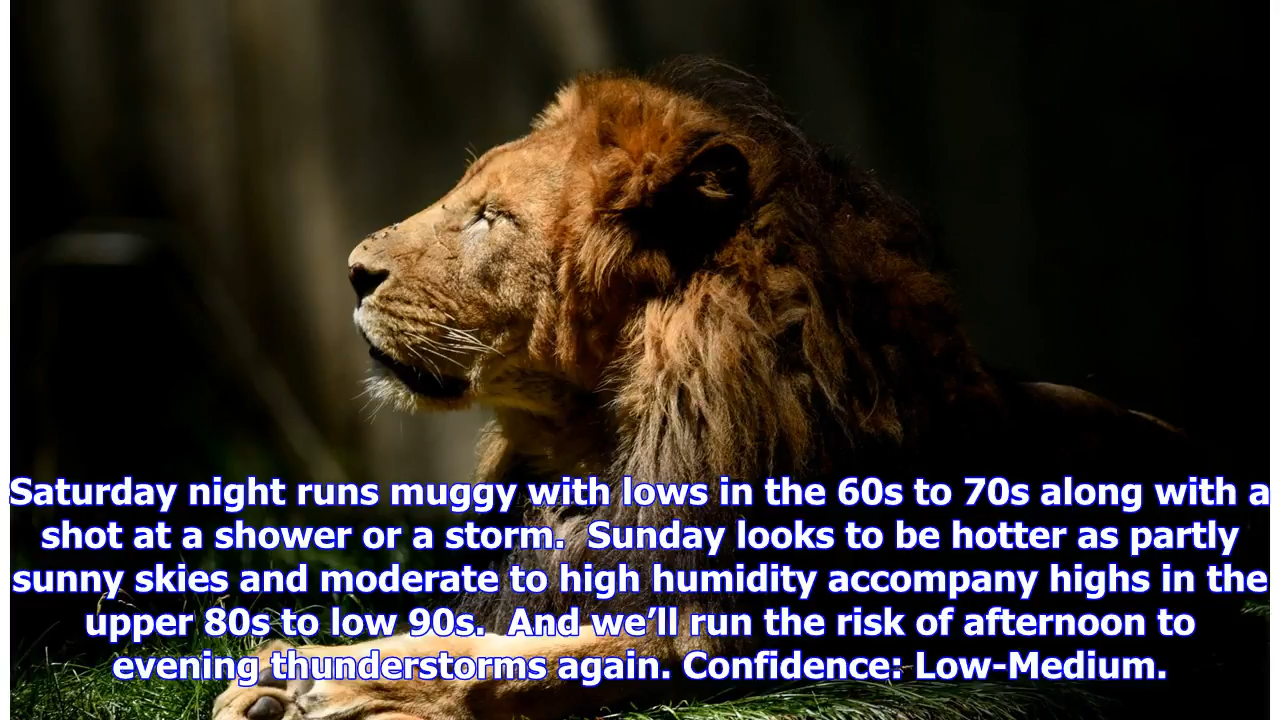 Saturday night runs muggy with lows in the 60s to 70s along with a
shot at a shower or a storm.  Sunday looks to be hotter as partly
sunny skies and moderate to high humidity accompany highs in the
upper 80s to low 90s.  And we’ll run the risk of afternoon to
evening thunderstorms again. Confidence: Low-Medium.